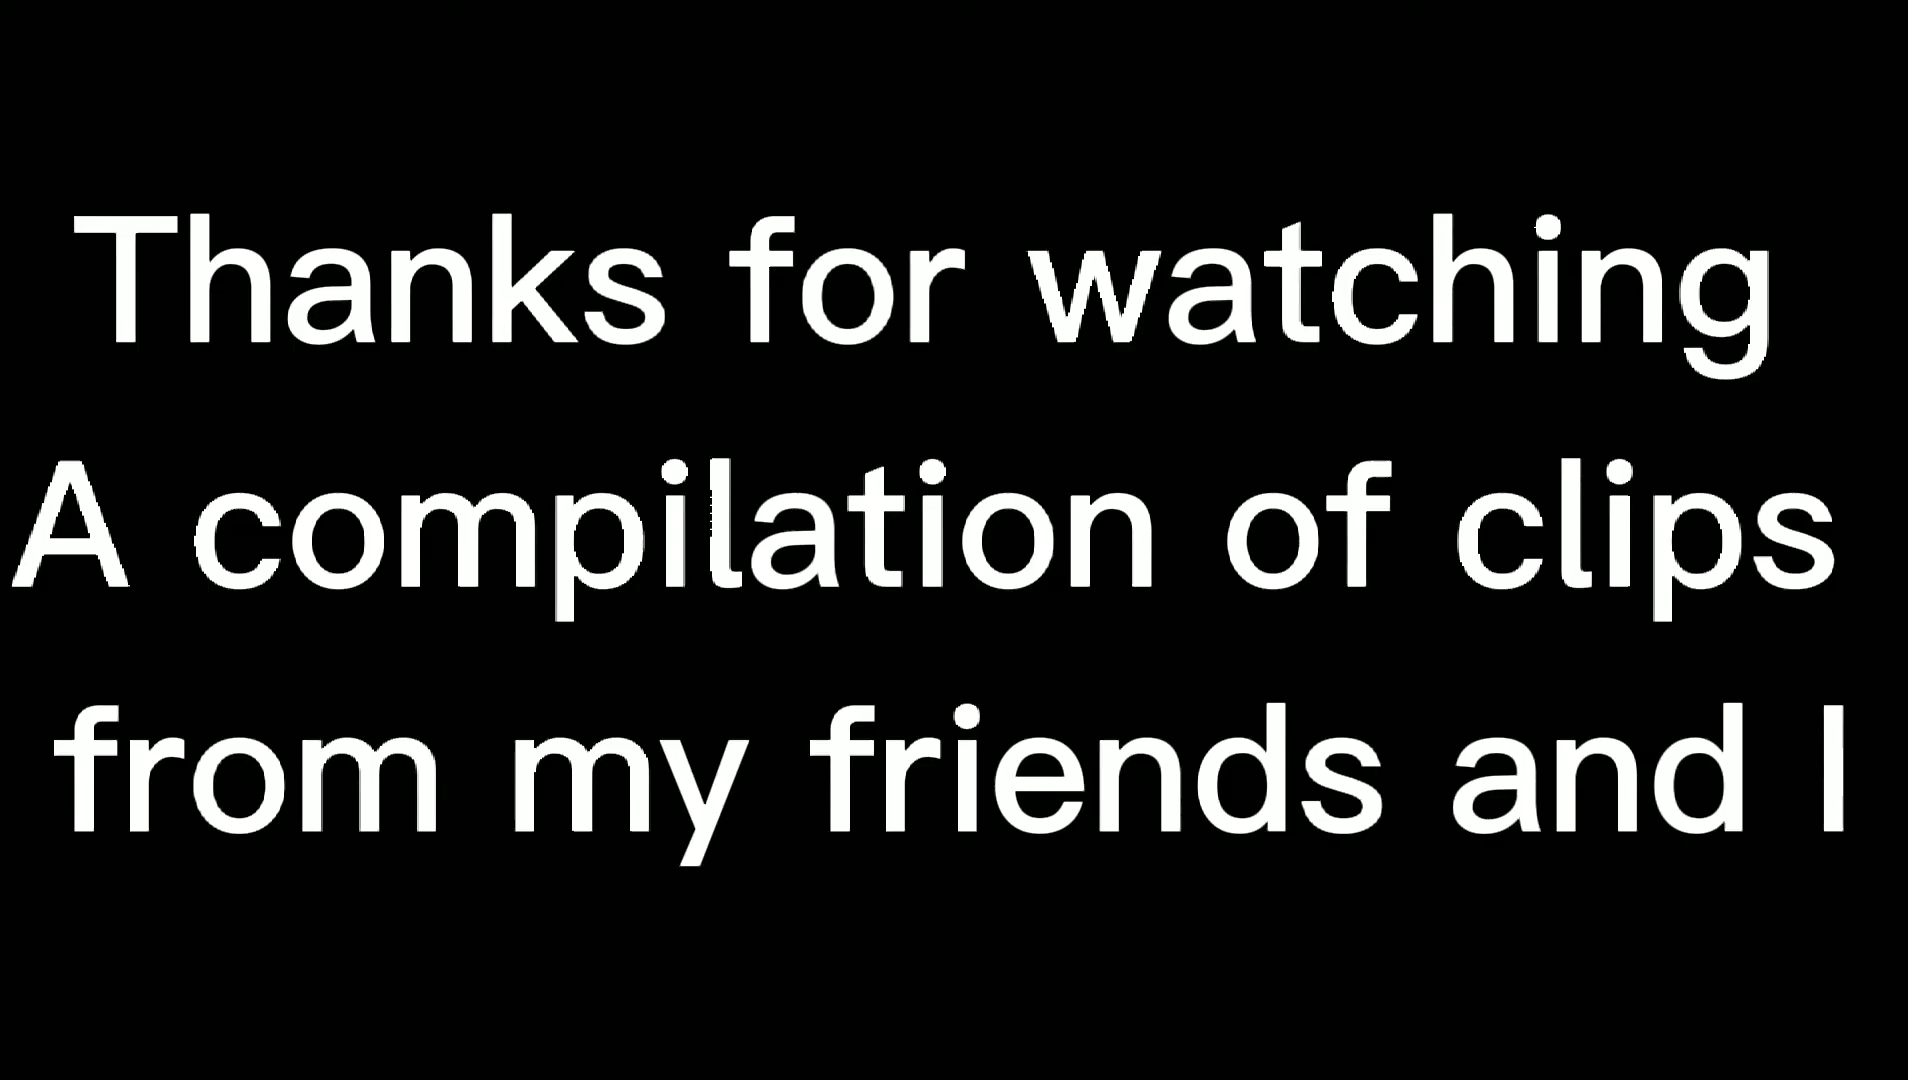 Thanks for watching
A compilation of clips
from my friends and I